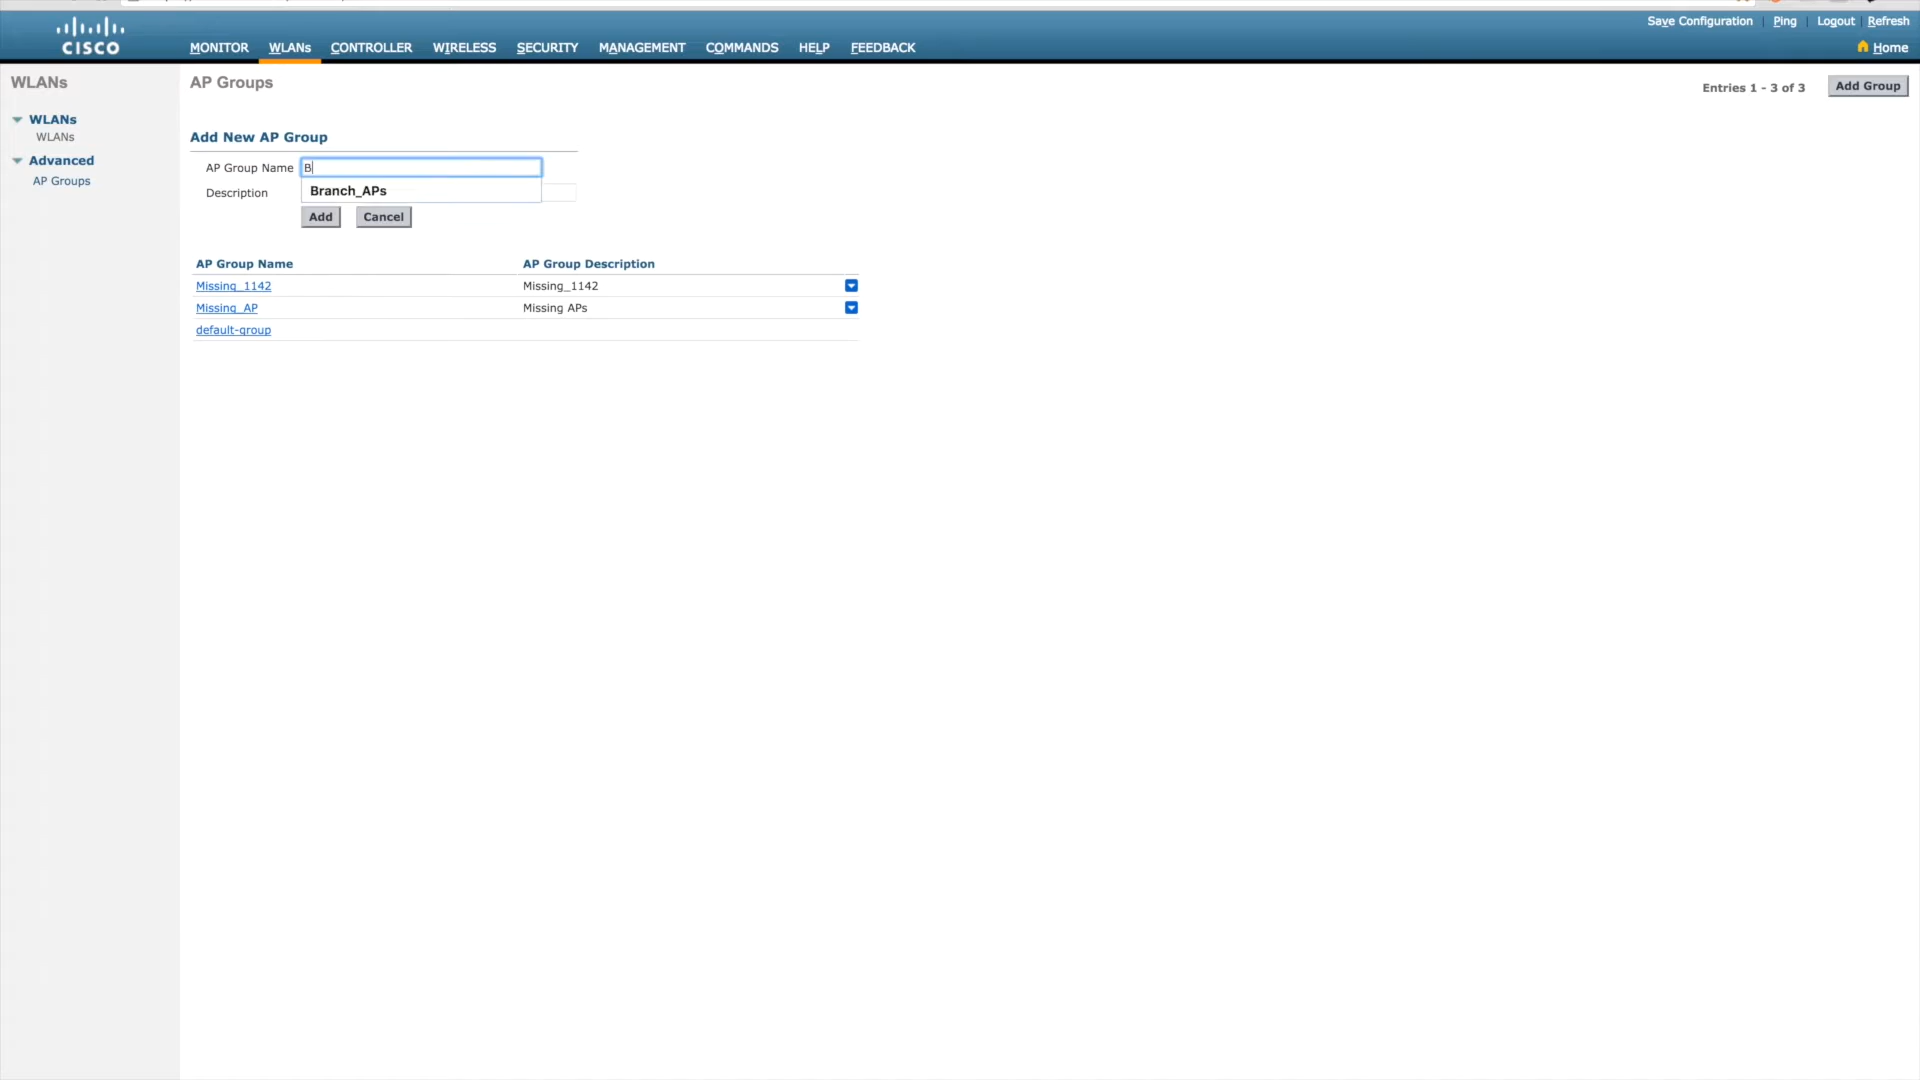 Save Configuration | Ping | Logout | Refresh
CISCO
MONITOR WLANs CONTROLLER WIRELESS SECURITY MANAGEMENT COMMANDS HELP FEEDBACK
Home
WLANs
WLANs
WLANs
Advanced
AP Groups
AP Groups
Entries 1 - 3 of 3
Add Group
Add New AP Group
AP Group Name B
Branch_APs
Description
Add Cancel
AP Group Name AP Group Description
Missing_1142 Missing_1142
Missing_AP Missing APs
default-group